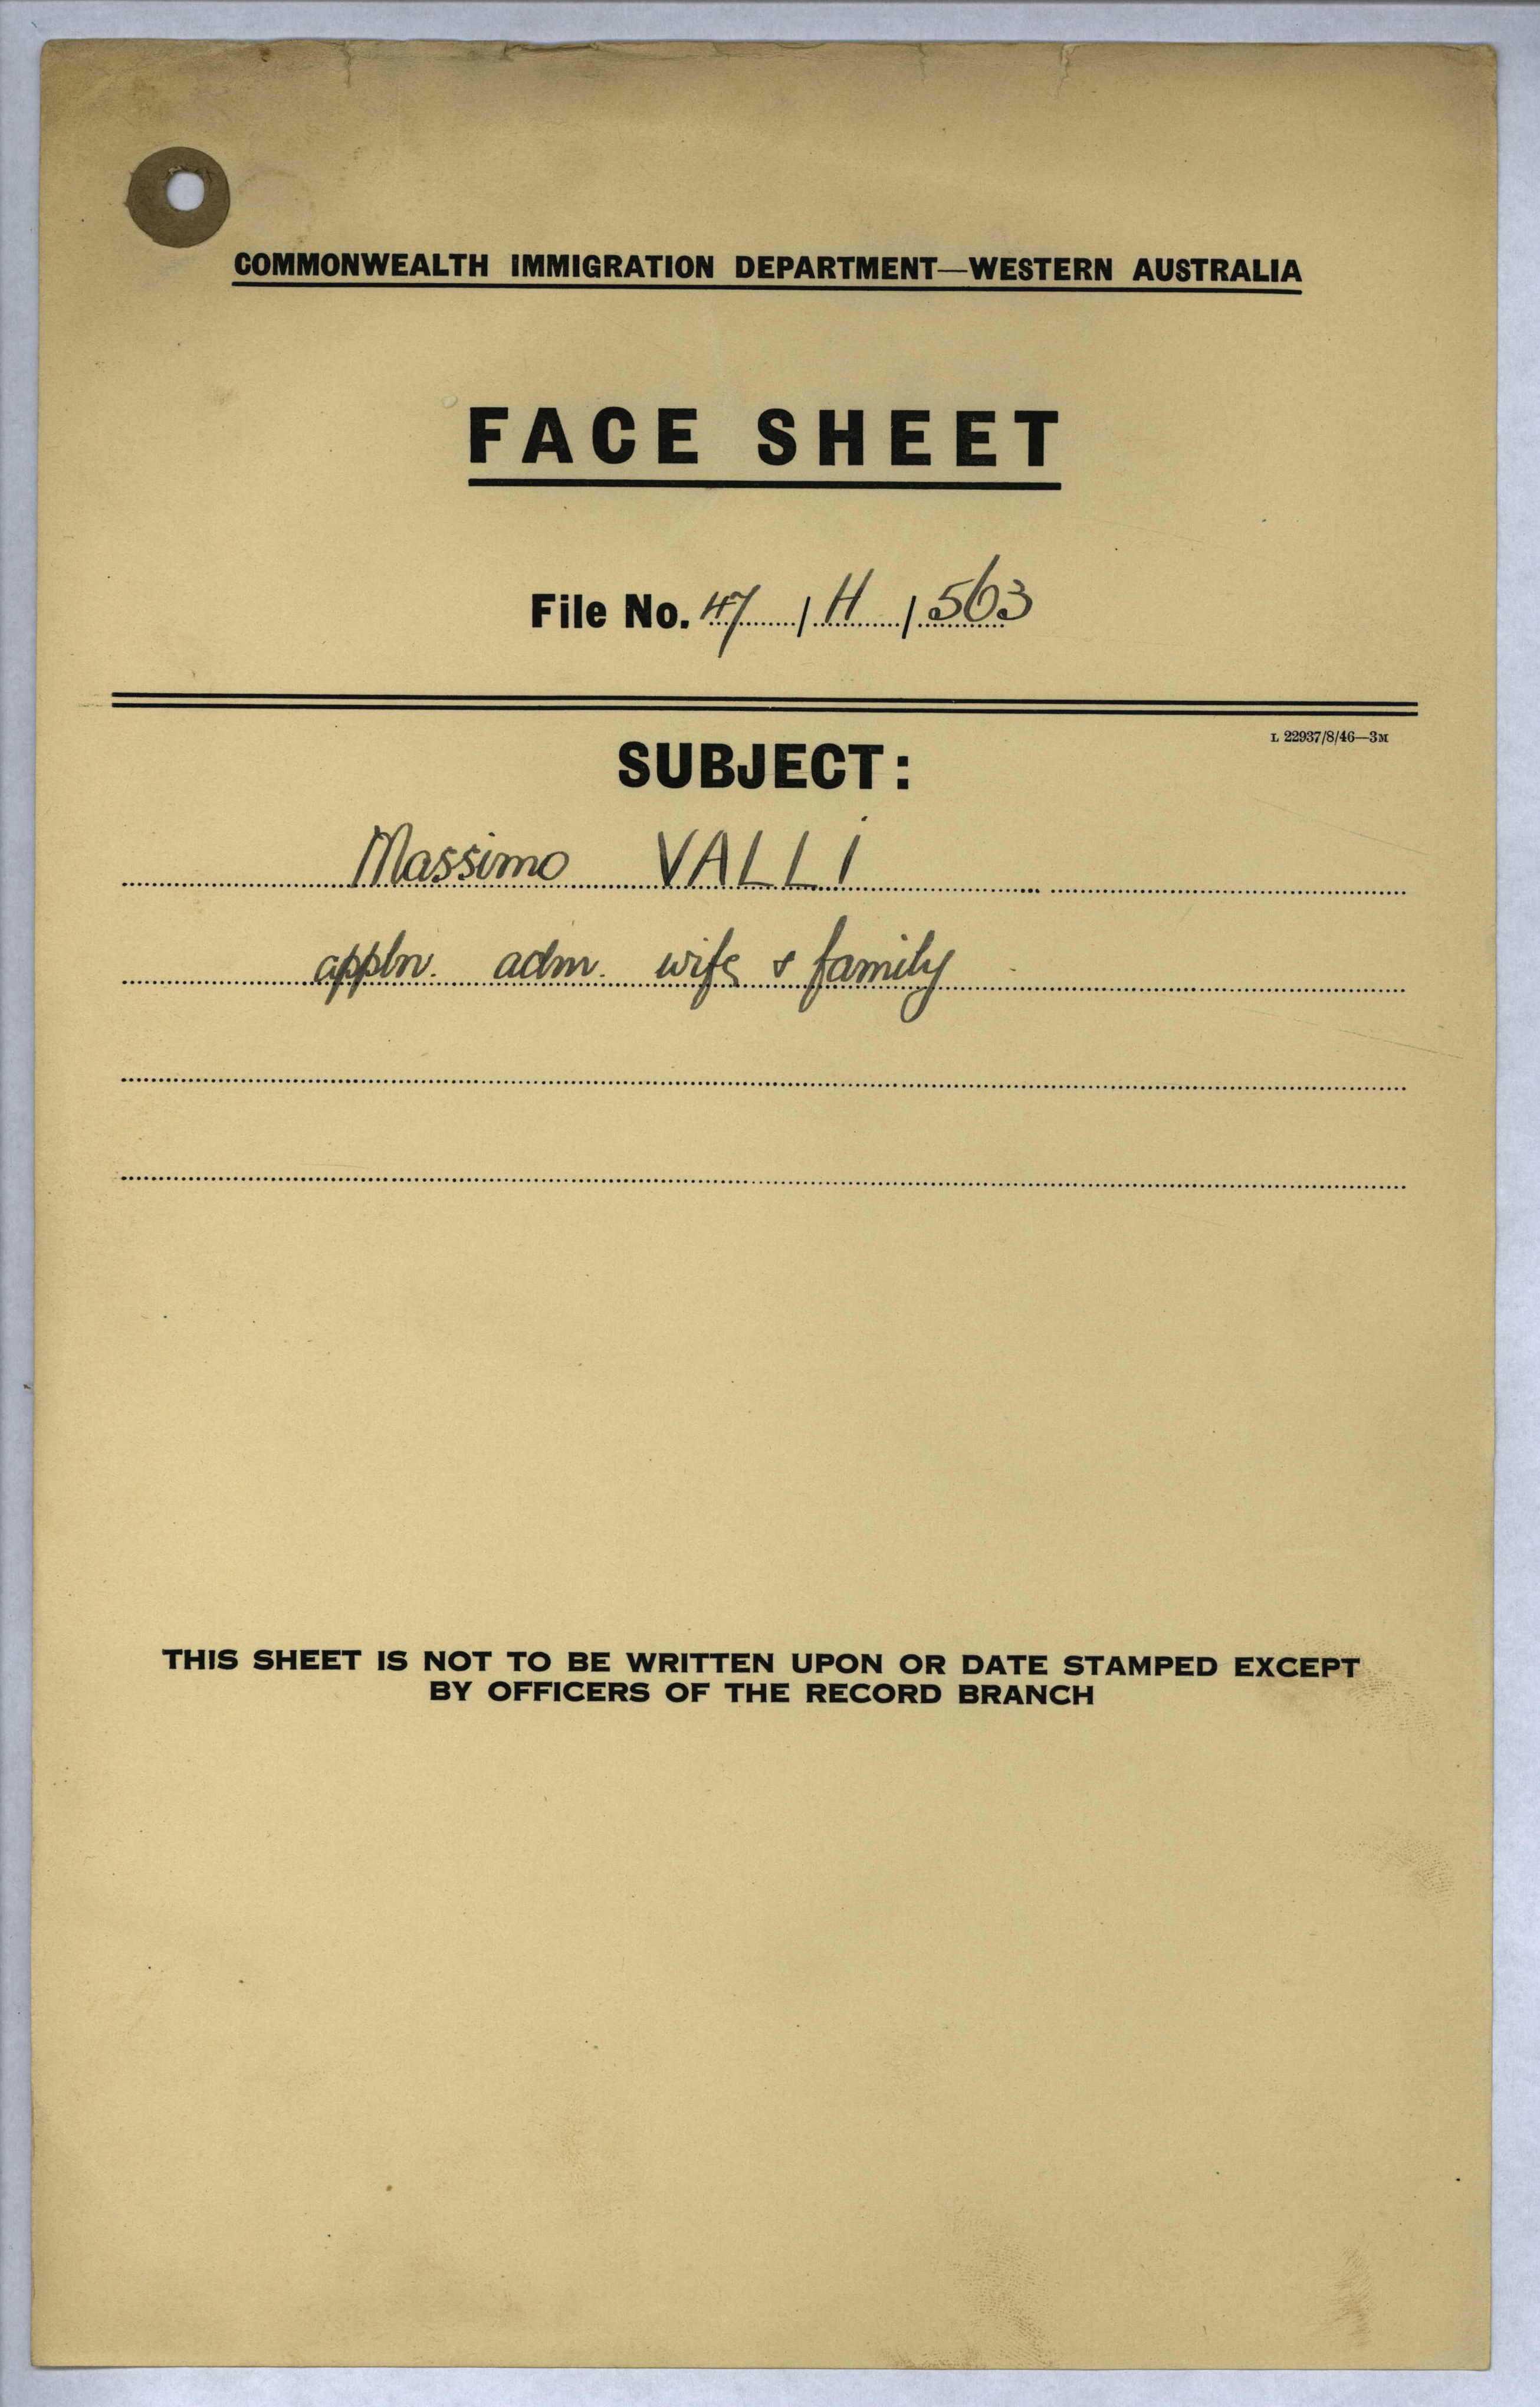 COMMONWEALTH IMMIGRATION DEPARTMENT—WESTERN AUSTRALIA
FACE SHEET
File No. 47 / H / 563
L 22937/8/46—3M
SUBJECT:
Massimo VALLI
appln. adm. wife & family
THIS SHEET IS NOT TO BE WRITTEN UPON OR DATE STAMPED EXCEPT
BY OFFICERS OF THE RECORD BRANCH